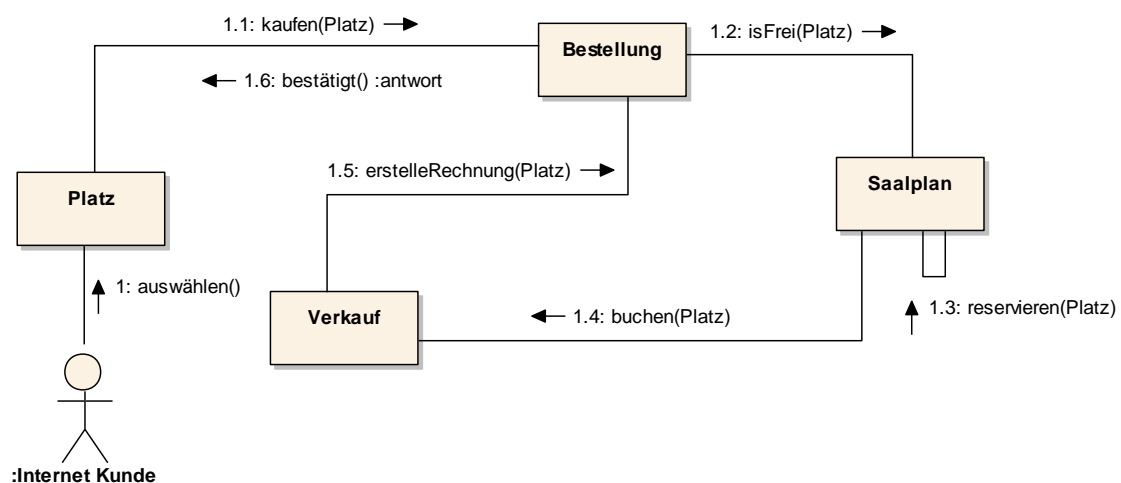 1.1: kaufen(Platz)
Bestellung
1.2: isFrei(Platz)
1.6: bestätigt() :antwort
1.5: erstelleRechnung(Platz)
Platz
Saalplan
1: auswählen()
Verkauf
1.4: buchen(Platz)
1.3: reservieren(Platz)
:Internet Kunde